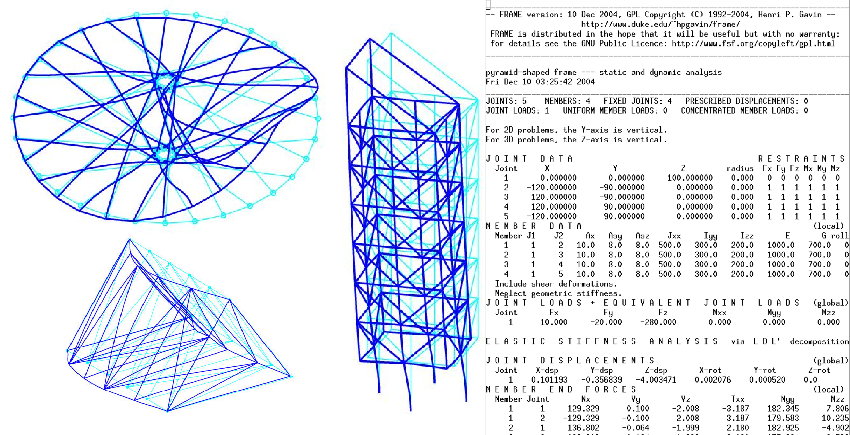 -- FRAME version: 10 Dec 2004, GPL Copyright (C) 1992-2004, Henri P. Gavin --
http://www.duke.edu/~hpgavin/frame/
FRAME is distributed in the hope that it will be useful but with no warranty:
for details see the GNU Public Licence: http://www.fsf.org/copyleft/gpl.html
pyramid-shaped frame --- static and dynamic analysis
Fri Dec 10 03:25:42 2004
JOINTS: 5 MEMBERS: 4 FIXED JOINTS: 4 PRESCRIBED DISPLACEMENTS: 0
JOINT LOADS: 1 UNIFORM MEMBER LOADS: 0 CONCENTRATED MEMBER LOADS: 0
For 2D problems, the Y-axis is vertical.
For 3D problems, the Z-axis is vertical.
J O I N T D A T A R E S T R A I N T S
Joint X Y Z radius Fx Fy Fz Mx My Mz
1 0.000000 0.000000 100.000000 0.000 0 0 0 0 0 0
2 -120.000000 -90.000000 0.000000 0.000 1 1 1 1 1 1
3 120.000000 -90.000000 0.000000 0.000 1 1 1 1 1 1
4 120.000000 90.000000 0.000000 0.000 1 1 1 1 1 1
5 -120.000000 90.000000 0.000000 0.000 1 1 1 1 1 1
M E M B E R D A T A (local)
Member J1 J2 Ax Asy Asz Jxx Iyy Izz E G roll
1 1 2 10.0 8.0 8.0 500.0 300.0 200.0 1000.0 700.0 0
2 1 3 10.0 8.0 8.0 500.0 300.0 200.0 1000.0 700.0 0
3 1 4 10.0 8.0 8.0 500.0 300.0 200.0 1000.0 700.0 0
4 1 5 10.0 8.0 8.0 500.0 300.0 200.0 1000.0 700.0 0
Include shear deformations.
Neglect geometric stiffness.
J O I N T L O A D S + E Q U I V A L E N T J O I N T L O A D S (global)
Joint Fx Fy Fz Mxx Myy Mzz
1 10.000 -20.000 -280.000 0.000 0.000 0.000
E L A S T I C S T I F F N E S S A N A L Y S I S via L D L' decomposition
J O I N T D I S P L A C E M E N T S (global)
Joint X-dsp Y-dsp Z-dsp X-rot Y-rot Z-rot
1 0.101193 -0.356839 -4.003471 0.002076 0.000520 0.0
M E M B E R E N D F O R C E S (local)
Member Joint Nx Vy Vz Txx Myy Mzz
1 1 129.329 0.100 -2.008 -3.187 182.345 7.806
1 2 -129.329 -0.100 2.008 3.187 179.583 10.235
2 1 136.802 -0.064 -1.999 2.180 182.925 -4.902